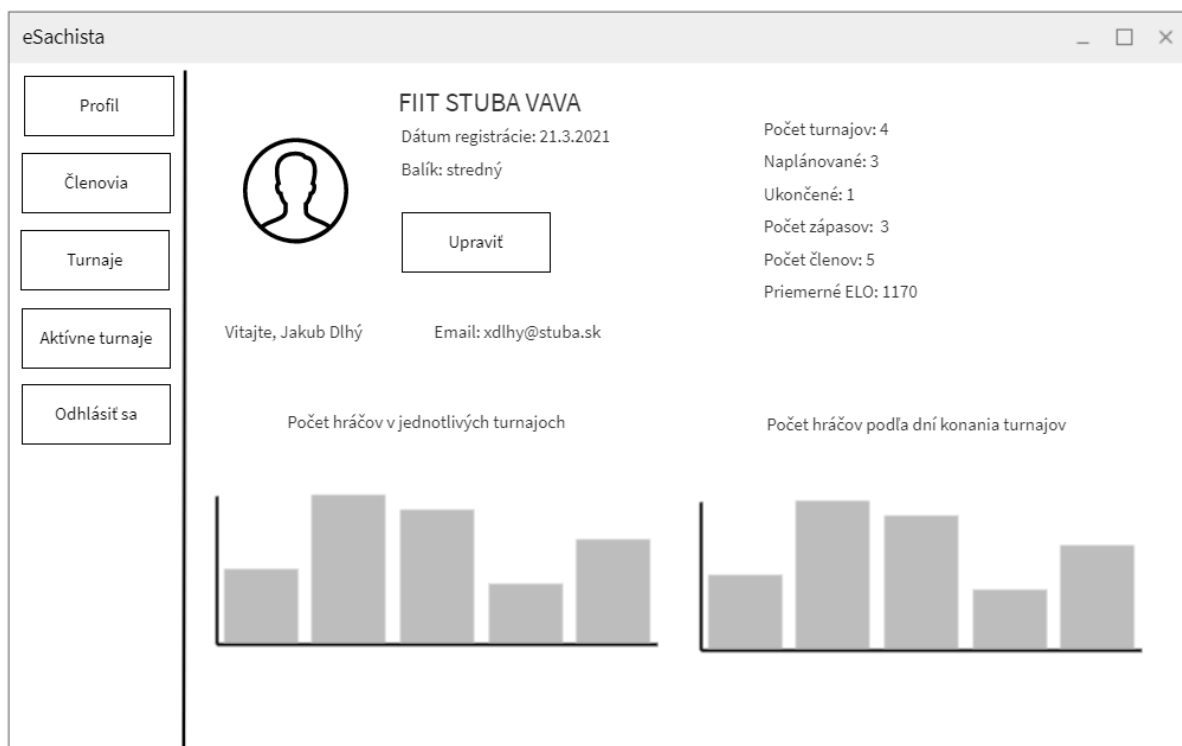 eSachista
Profil
Členovia
Turnaje
Aktívne turnaje
Odhlásiť sa
FIIT STUBA VAVA
Dátum registrácie: 21.3.2021
Balík: stredný
Upraviť
Vitajte, Jakub Dlhý
Email: xdlhy@stuba.sk
Počet turnajov: 4
Naplánované: 3
Ukončené: 1
Počet zápasov: 3
Počet členov: 5
Priemerné ELO: 1170
Počet hráčov v jednotlivých turnajoch
Počet hráčov podľa dní konania turnajov